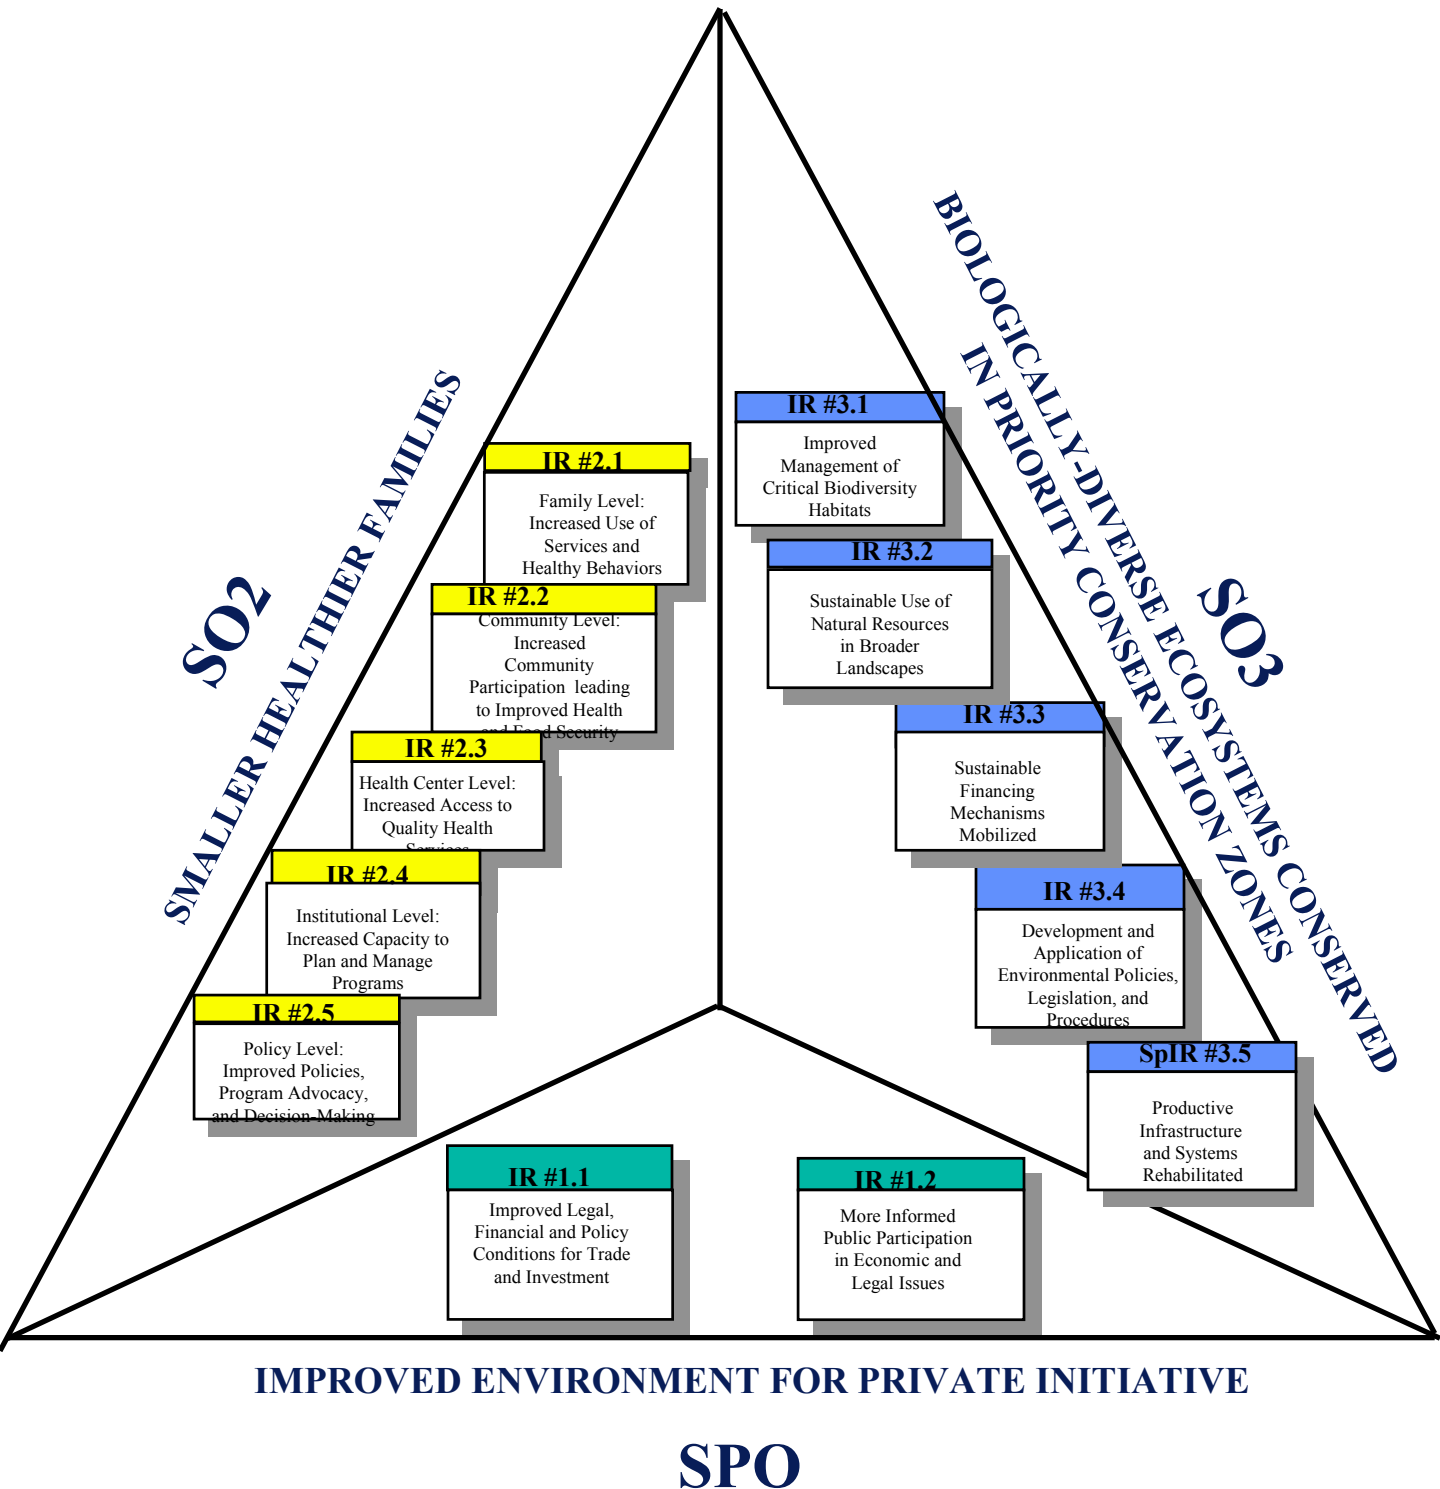 SO2
SMALLER HEALTHIER FAMILIES
IR #2.1
Family Level:
Increased Use of
Services and
Healthy Behaviors
IR #2.2
Community Level:
Increased
Community
Participation leading
to Improved Health
and Food Security
IR #2.3
Health Center Level:
Increased Access to
Quality Health
Services
IR #2.4
Institutional Level:
Increased Capacity to
Plan and Manage
Programs
IR #2.5
Policy Level:
Improved Policies,
Program Advocacy,
and Decision-Making
SO3
BIOLOGICALLY-DIVERSE ECOSYSTEMS CONSERVED
IN PRIORITY CONSERVATION ZONES
IR #3.1
Improved
Management of
Critical Biodiversity
Habitats
IR #3.2
Sustainable Use of
Natural Resources
in Broader
Landscapes
IR #3.3
Sustainable
Financing
Mechanisms
Mobilized
IR #3.4
Development and
Application of
Environmental Policies,
Legislation, and
Procedures
SpIR #3.5
Productive
Infrastructure
and Systems
Rehabilitated
IR #1.1
Improved Legal,
Financial and Policy
Conditions for Trade
and Investment
IR #1.2
More Informed
Public Participation
in Economic and
Legal Issues
IMPROVED ENVIRONMENT FOR PRIVATE INITIATIVE
SPO